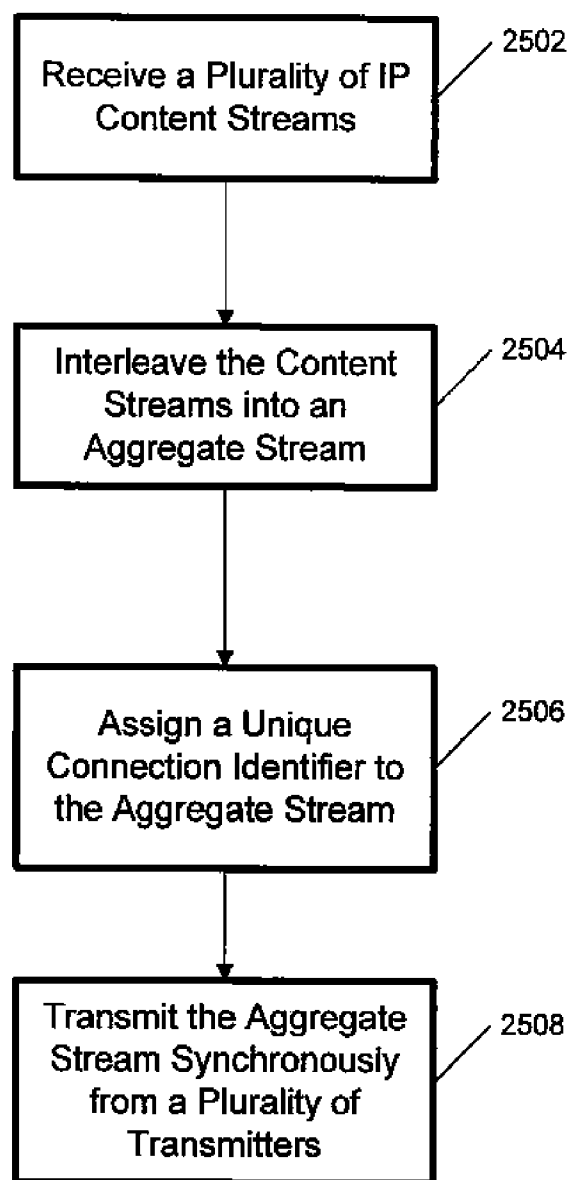 Receive a Plurality of IP
Content Streams
2502
Interleave the Content
Streams into an
Aggregate Stream
2504
Assign a Unique
Connection Identifier to
the Aggregate Stream
2506
Transmit the Aggregate
Stream Synchronously
from a Plurality of
Transmitters
2508